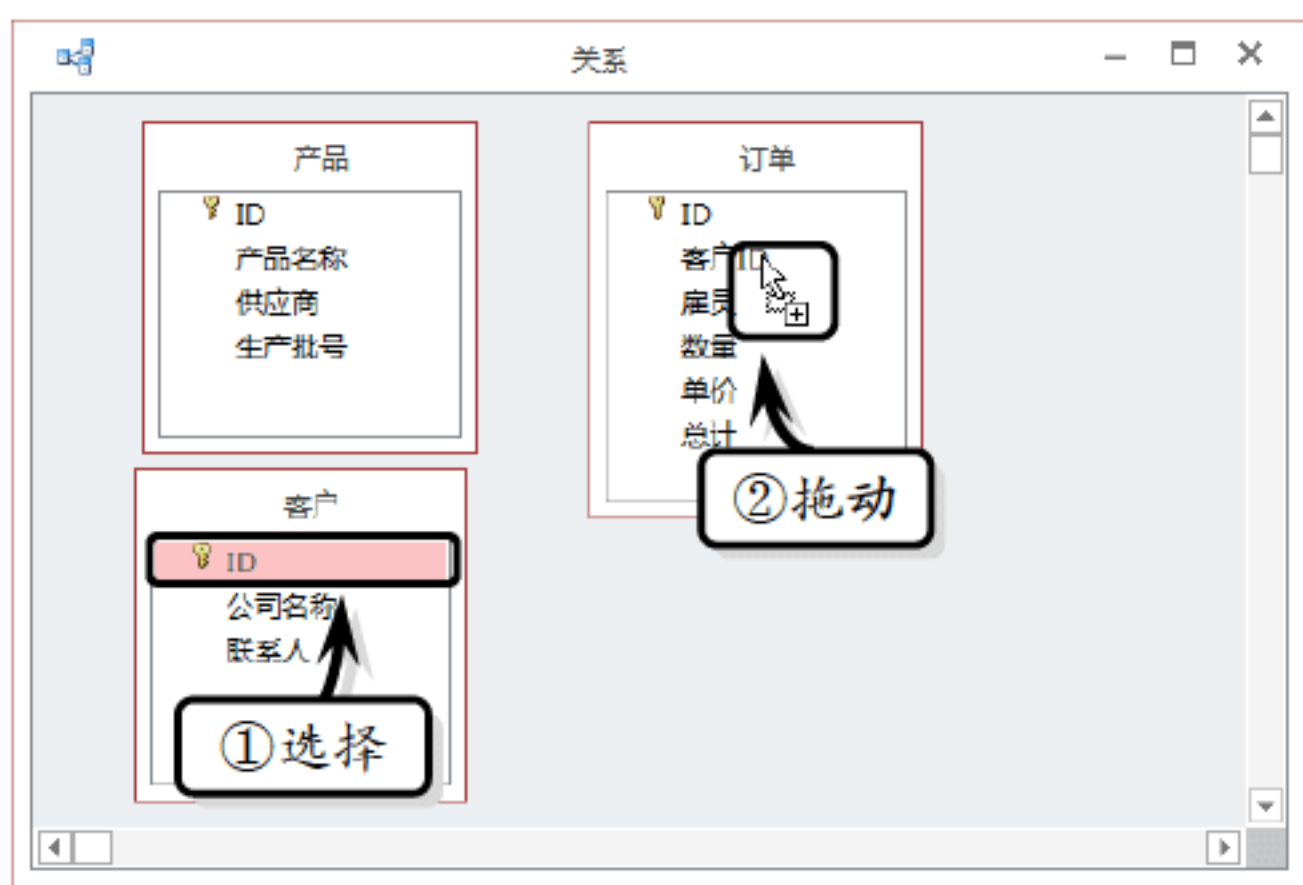 关系
产品
ID
产品名称
供应商
生产批号
订单
ID
客户ID
雇员
数量
单价
总计
②拖动
客户
ID
公司名称
联系人
①选择